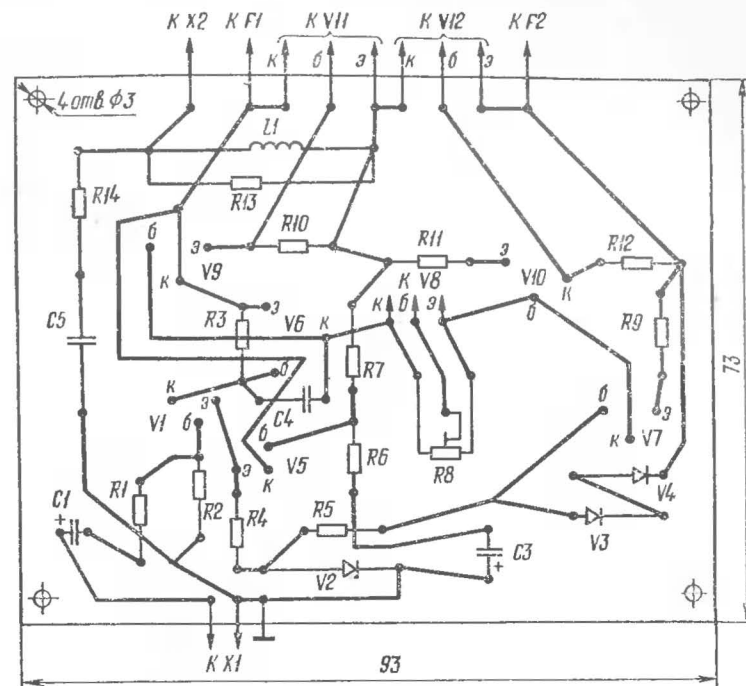 К X2 К F1 К V11 К V12 К F2
к б э к б э
4 отв. Ф3
L1
R14 R13
б э R10 R11 э R12
V9 К V8 V10 к
к R3 э V6 к к б э б R9
C5 R7
к б
V1 э C4 б э
б б V5 R6 R8 к V7
э к V4
C1 R1 R2 R4 R5 V3
+ V2 C3
+
К X1
93
73